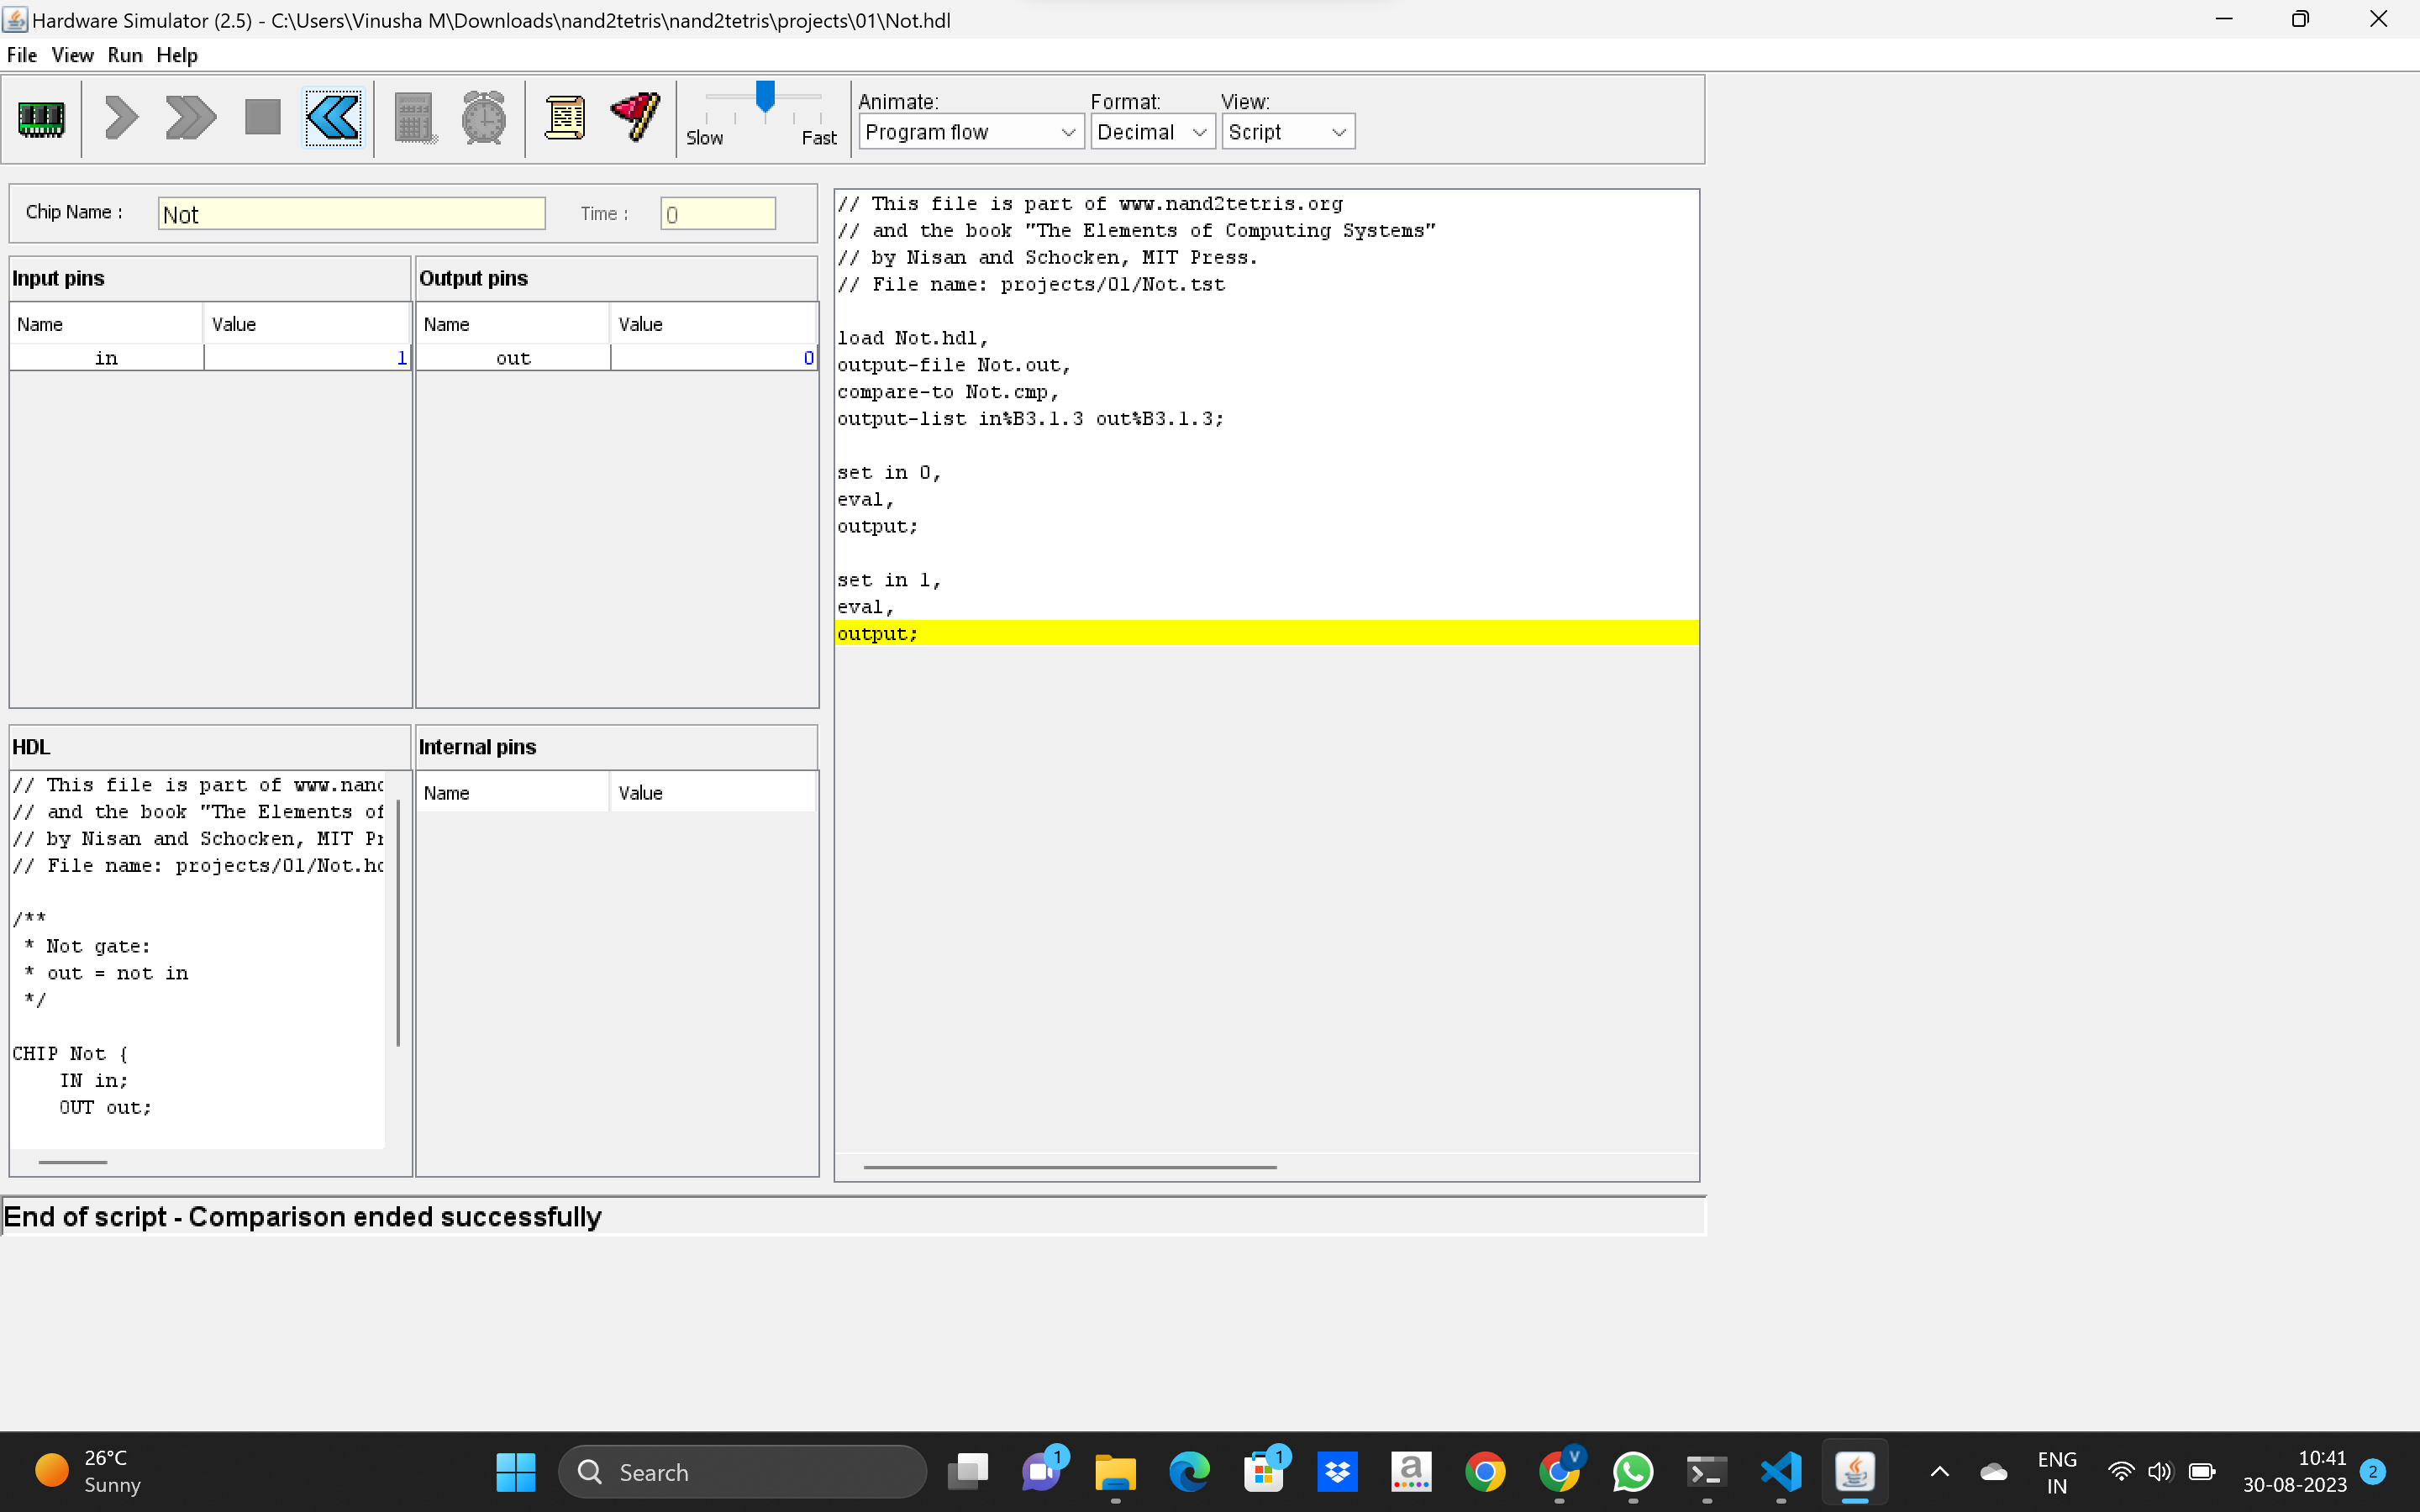 Hardware Simulator (2.5) - C:\Users\Vinusha M\Downloads\nand2tetris\nand2tetris\projects\01\Not.hdl
File View Run Help
Slow Fast
Animate: Format: View:
Program flow Decimal Script
Chip Name : Not Time : 0
Input pins
Name Value
in 1
Output pins
Name Value
out 0
HDL
// This file is part of www.nand
// and the book "The Elements of
// by Nisan and Schocken, MIT Pr
// File name: projects/01/Not.hd
/**
* Not gate:
* out = not in
*/
CHIP Not {
IN in;
OUT out;
Internal pins
Name Value
// This file is part of www.nand2tetris.org
// and the book "The Elements of Computing Systems"
// by Nisan and Schocken, MIT Press.
// File name: projects/01/Not.tst
load Not.hdl,
output-file Not.out,
compare-to Not.cmp,
output-list in%B3.1.3 out%B3.1.3;
set in 0,
eval,
output;
set in 1,
eval,
output;
End of script - Comparison ended successfully
26°C
Sunny
Search
1
1
a
V
ENG
IN
10:41
30-08-2023
2